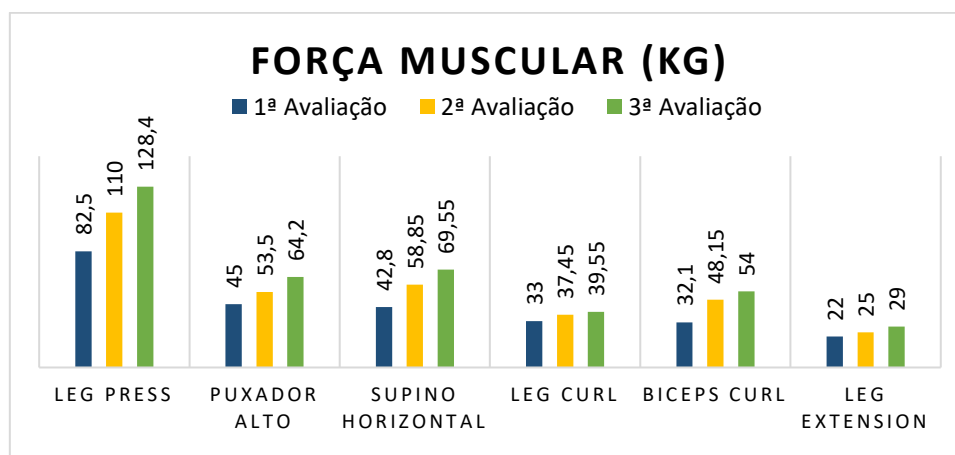 FORÇA MUSCULAR (KG)
1ª Avaliação 2ª Avaliação 3ª Avaliação
82,5 110 128,4
45 53,5 64,2
42,8 58,85 69,55
33 37,45 39,55
32,1 48,15 54
22 25 29
LEG PRESS
PUXADOR
ALTO
SUPINO
HORIZONTAL
LEG CURL
BICEPS CURL
LEG
EXTENSION